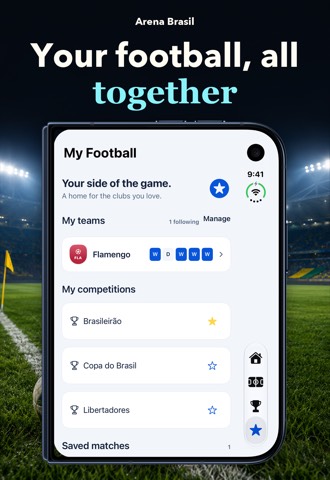 Arena Brasil
Your football, all
together
My Football
9:41
Your side of the game.
A home for the clubs you love.
My teams
1 following
Manage
FLA
Flamengo
W D W W W
My competitions
Brasileirão
Copa do Brasil
Libertadores
Saved matches
1